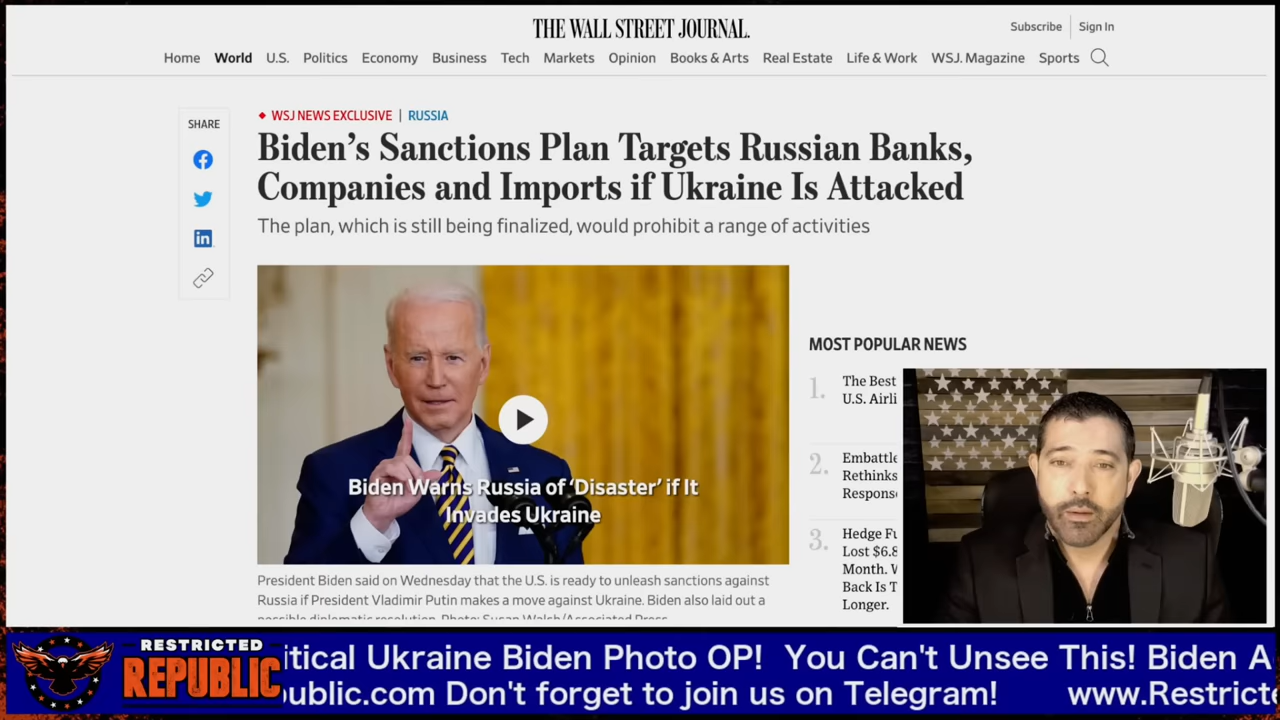 THE WALL STREET JOURNAL.
Subscribe Sign In
Home World U.S. Politics Economy Business Tech Markets Opinion Books & Arts Real Estate Life & Work WSJ. Magazine Sports
SHARE
WSJ NEWS EXCLUSIVE | RUSSIA
Biden's Sanctions Plan Targets Russian Banks,
Companies and Imports if Ukraine Is Attacked
The plan, which is still being finalized, would prohibit a range of activities
Biden Warns Russia of 'Disaster' if It
Invades Ukraine
President Biden said on Wednesday that the U.S. is ready to unleash sanctions against
Russia if President Vladimir Putin makes a move against Ukraine. Biden also laid out a
possible diplomatic resolution. Photo: Susan Walsh/Associated Press
MOST POPULAR NEWS
1.
The Best
U.S. Airli
2.
Embattle
Rethinks
Respons
3.
Hedge Fu
Lost $6.8
Month. W
Back Is T
Longer.
RESTRICTED
REPUBLIC
itical Ukraine Biden Photo OP! You Can't Unsee This! Biden A
public.com Don't forget to join us on Telegram! www.Restricte